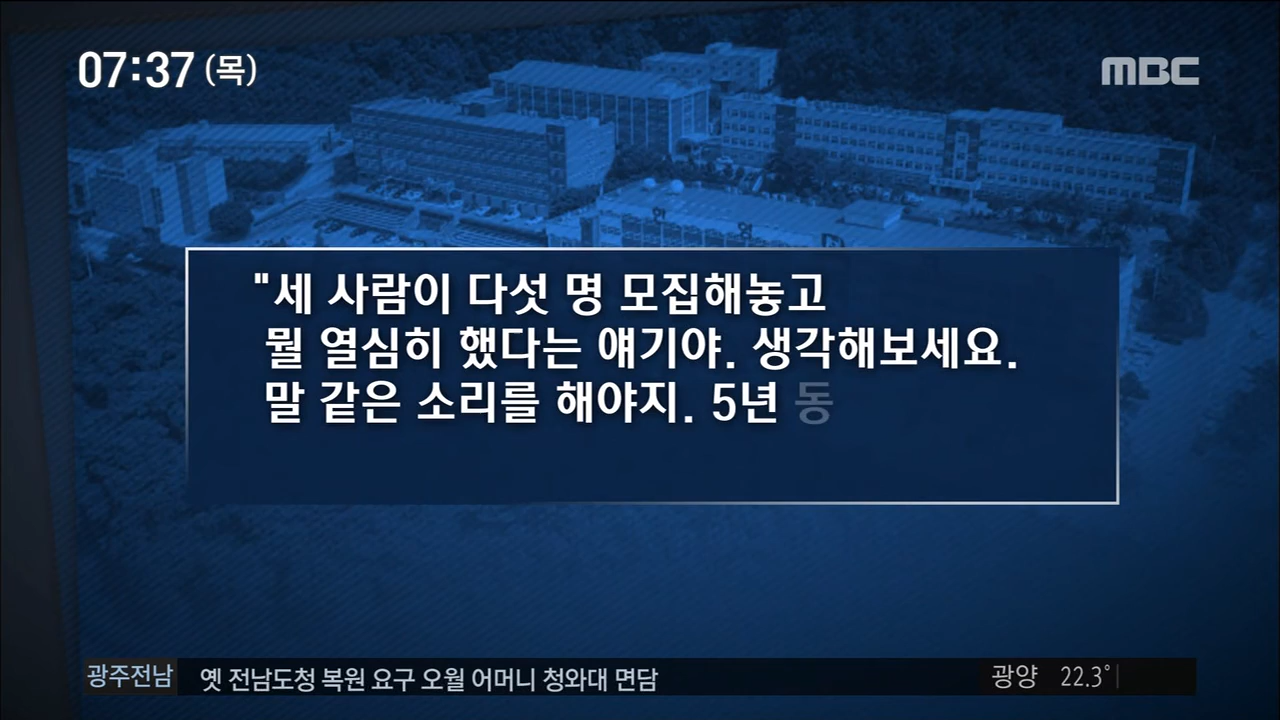 07:37 (목)
MBC
"세 사람이 다섯 명 모집해놓고
뭘 열심히 했다는 얘기야. 생각해보세요.
말 같은 소리를 해야지. 5년 동
광주전남 옛 전남도청 복원 요구 오월 어머니 청와대 면담 광양 22.3°